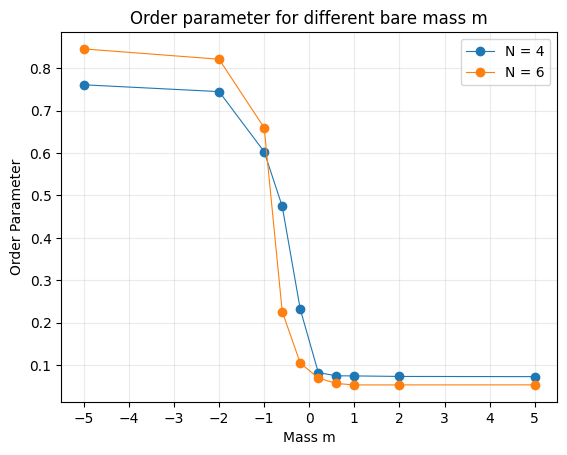 Order parameter for different bare mass m
N = 4
N = 6
0.8
0.7
0.6
0.5
0.4
0.3
0.2
0.1
Order Parameter
−5 −4 −3 −2 −1 0 1 2 3 4 5
Mass m